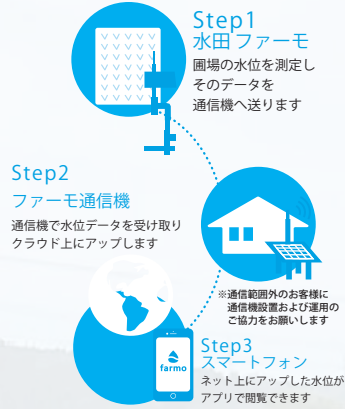 Step1
水田 ファーモ
圃場の水位を測定し
そのデータを
通信機へ送ります
Step2
ファーモ通信機
通信機で水位データを受け取り
クラウド上にアップします
※通信範囲外のお客様に
通信機設置および運用の
ご協力をお願いします
farmo
Step3
スマートフォン
ネット上にアップした水位が
アプリで閲覧できます